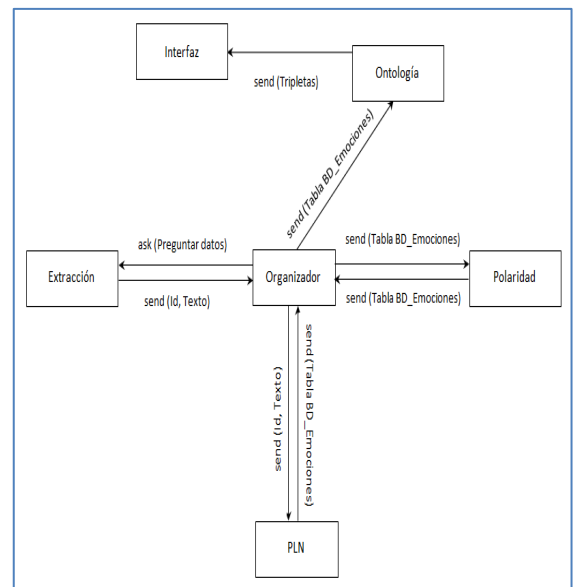 Interfaz
Ontología
send (Tripletas)
send (Tabla BD_Emociones)
ask (Preguntar datos)
send (Tabla BD_Emociones)
Extracción
Organizador
Polaridad
send (Id, Texto)
send (Tabla BD_Emociones)
send (Id, Texto)
send (Tabla BD_Emociones)
PLN